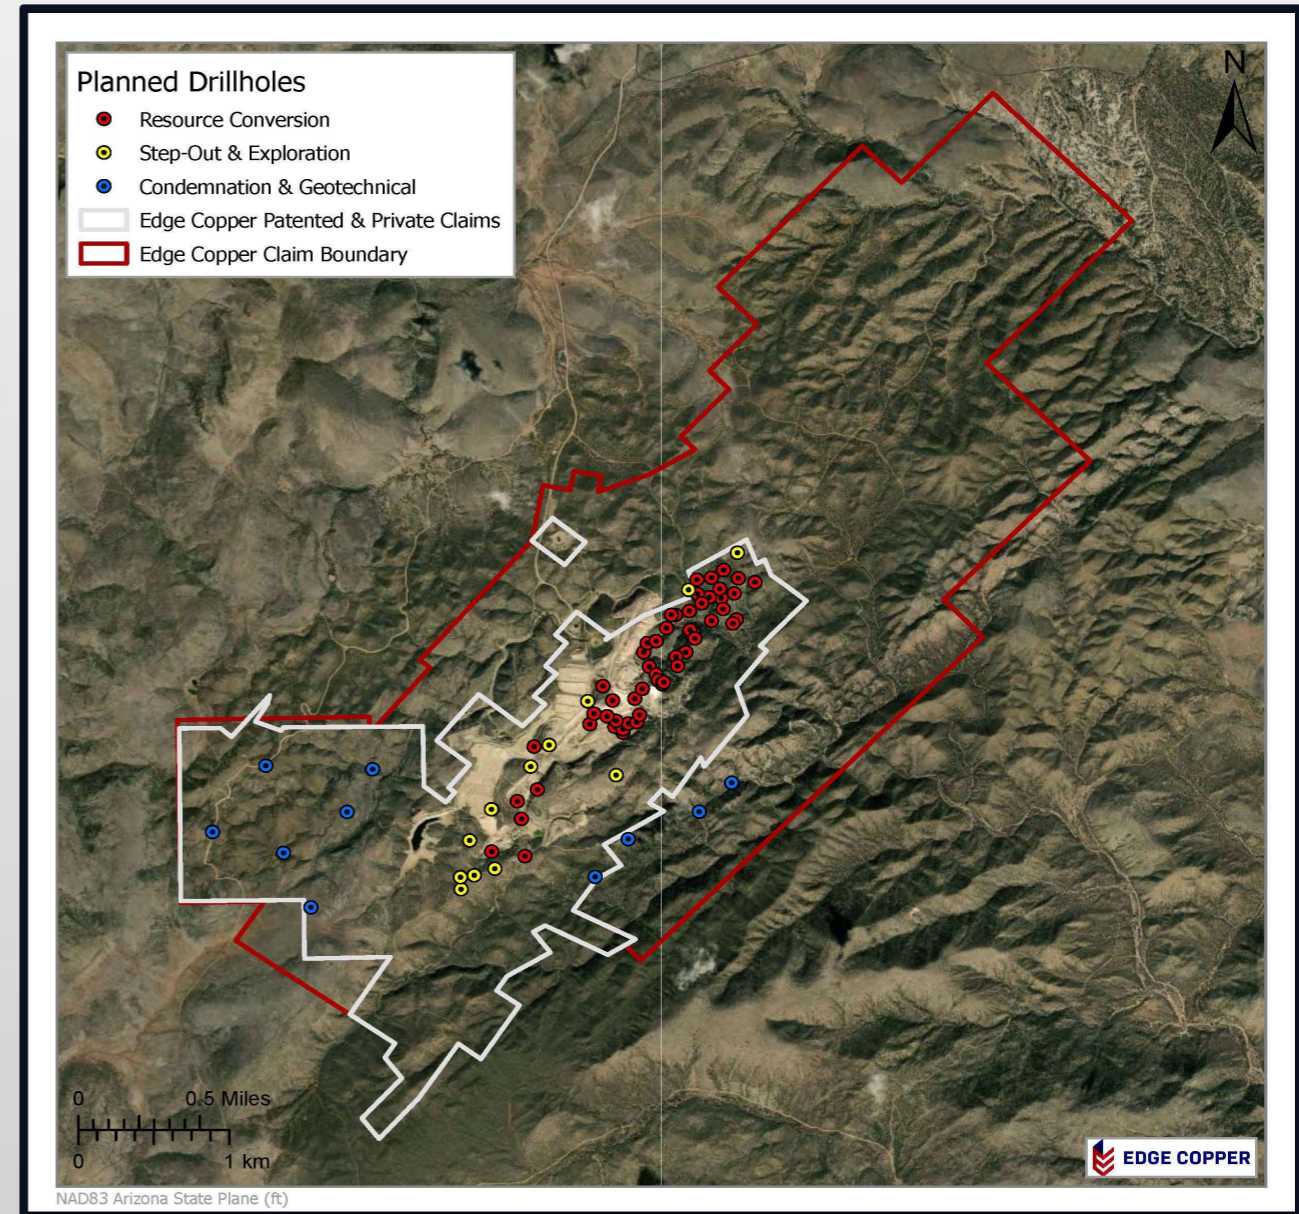 Planned Drillholes
Resource Conversion
Step-Out & Exploration
Condemnation & Geotechnical
Edge Copper Patented & Private Claims
Edge Copper Claim Boundary
N
0 0.5 Miles
0 1 km
EDGE COPPER
NAD83 Arizona State Plane (ft)